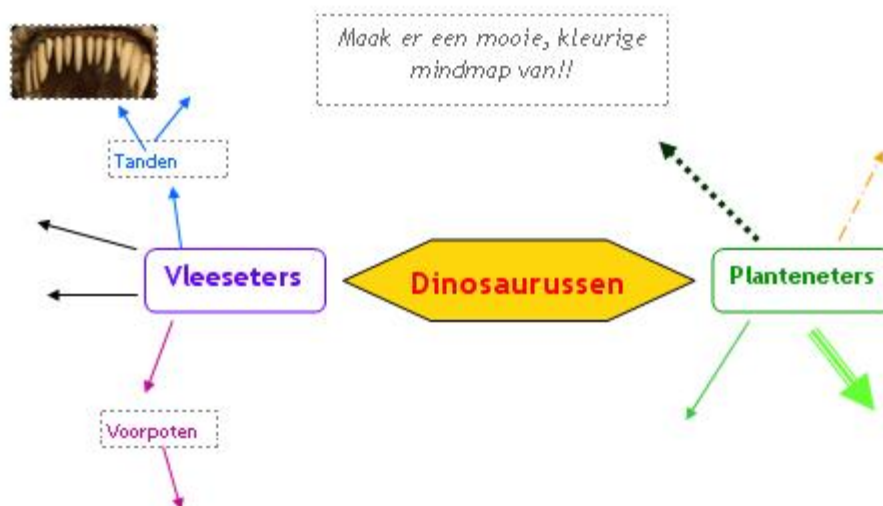 Maak er een mooie, kleurige
mindmap van!!
Tanden
Vleeseters
Dinosaurussen
Planteneters
Voorpoten